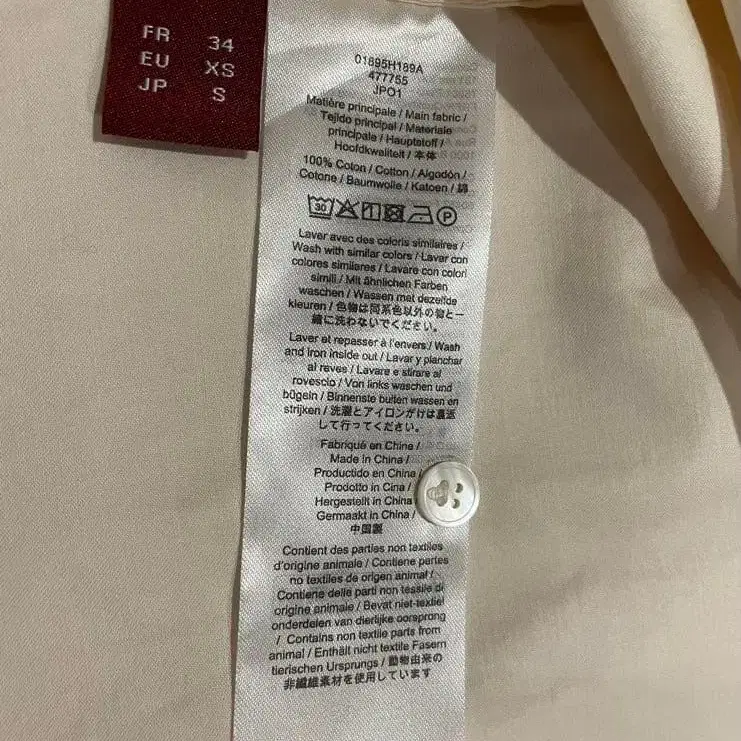 FR 34
EU XS
JP S
01895H189A
477755
JPO1
Matière principale / Main fabric /
Tejido principal / Materiale
principale / Hauptstoff /
Hoofdkwaliteit / 本体
100% Coton / Cotton / Algodón /
Cotone / Baumwolle / Katoen / 綿
30 P
Laver avec des coloris similaires /
Wash with similar colors / Lavar con
colores similares / Lavare con colori
simili / Mit ähnlichen Farben
waschen / Wassen met dezelfde
kleuren / 色物は同系色以外の物と一
緒に洗わないでください。
Laver et repasser à l'envers / Wash
and iron inside out / Lavar y planchar
al reves / Lavare e stirare al
rovescio / Von links waschen und
bügeln / Binnenste buiten wassen en
strijken / 洗濯とアイロンがけは裏返
して行ってください。
Fabriqué en Chine /
Made in China /
Productido en China /
Prodotto in Cina /
Hergestellt in China /
Germaakt in China /
中国製
Contient des parties non textiles
d'origine animale / Contiene partes
no textiles de origen animal /
Contiene delle parti non tessile di
origine animale / Bevat niet-textiel
onderdelen van dierlijke oorsprong
/ Contains non textile parts from
animal / Enthält nicht textile Fasern
tierischen Ursprungs / 動物由来の
非繊維素材を使用しています